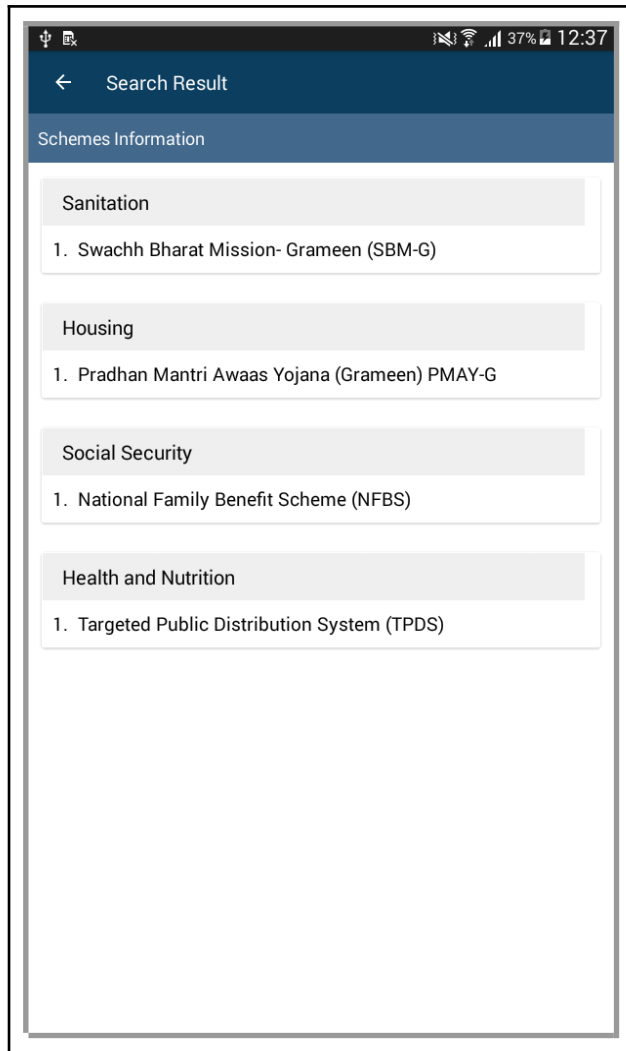 37% 12:37
Search Result
Schemes Information
Sanitation
1. Swachh Bharat Mission- Grameen (SBM-G)
Housing
1. Pradhan Mantri Awaas Yojana (Grameen) PMAY-G
Social Security
1. National Family Benefit Scheme (NFBS)
Health and Nutrition
1. Targeted Public Distribution System (TPDS)